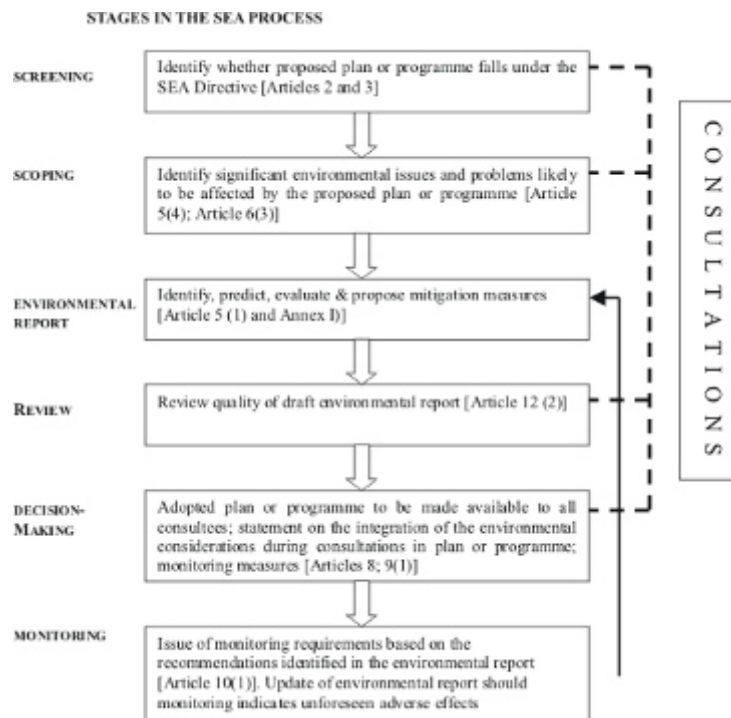 STAGES IN THE SEA PROCESS
SCREENING
Identify whether proposed plan or programme falls under the
SEA Directive [Articles 2 and 3]
SCOPING
Identify significant environmental issues and problems likely
to be affected by the proposed plan or programme [Article
5(4); Article 6(3)]
ENVIRONMENTAL
REPORT
Identify, predict, evaluate & propose mitigation measures
[Article 5 (1) and Annex I)]
REVIEW
Review quality of draft environmental report [Article 12 (2)]
DECISION-
MAKING
Adopted plan or programme to be made available to all
consultees; statement on the integration of the environmental
considerations during consultations in plan or programme;
monitoring measures [Articles 8; 9(1)]
MONITORING
Issue of monitoring requirements based on the
recommendations identified in the environmental report
[Article 10(1)]. Update of environmental report should
monitoring indicates unforeseen adverse effects
CONSULTATIONS